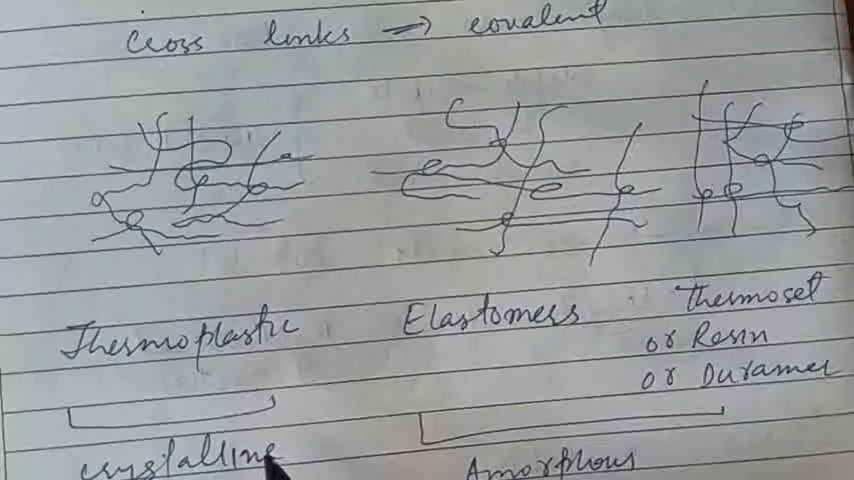 Cross links → covalent
Thermoplastic Elastomers Thermoset
or Resin
or Duramer
crystalline Amorphous